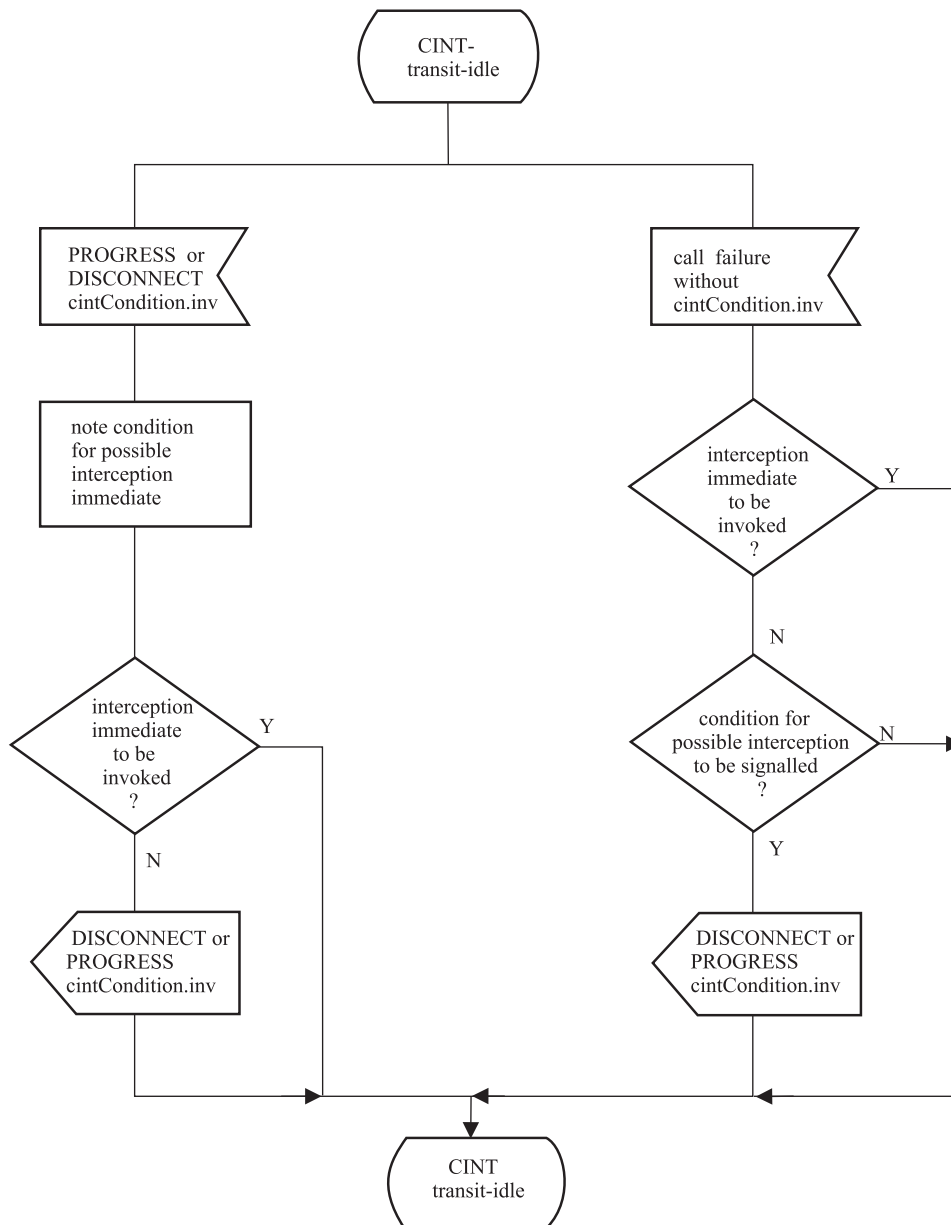 CINT-
transit-idle
PROGRESS or
DISCONNECT
cintCondition.inv
call failure
without
cintCondition.inv
note condition
for possible
interception
immediate
interception
immediate
to be
invoked
?
Y
N
interception
immediate
to be
invoked
?
Y
N
condition for
possible interception
to be signalled
?
N
Y
DISCONNECT or
PROGRESS
cintCondition.inv
DISCONNECT or
PROGRESS
cintCondition.inv
CINT
transit-idle